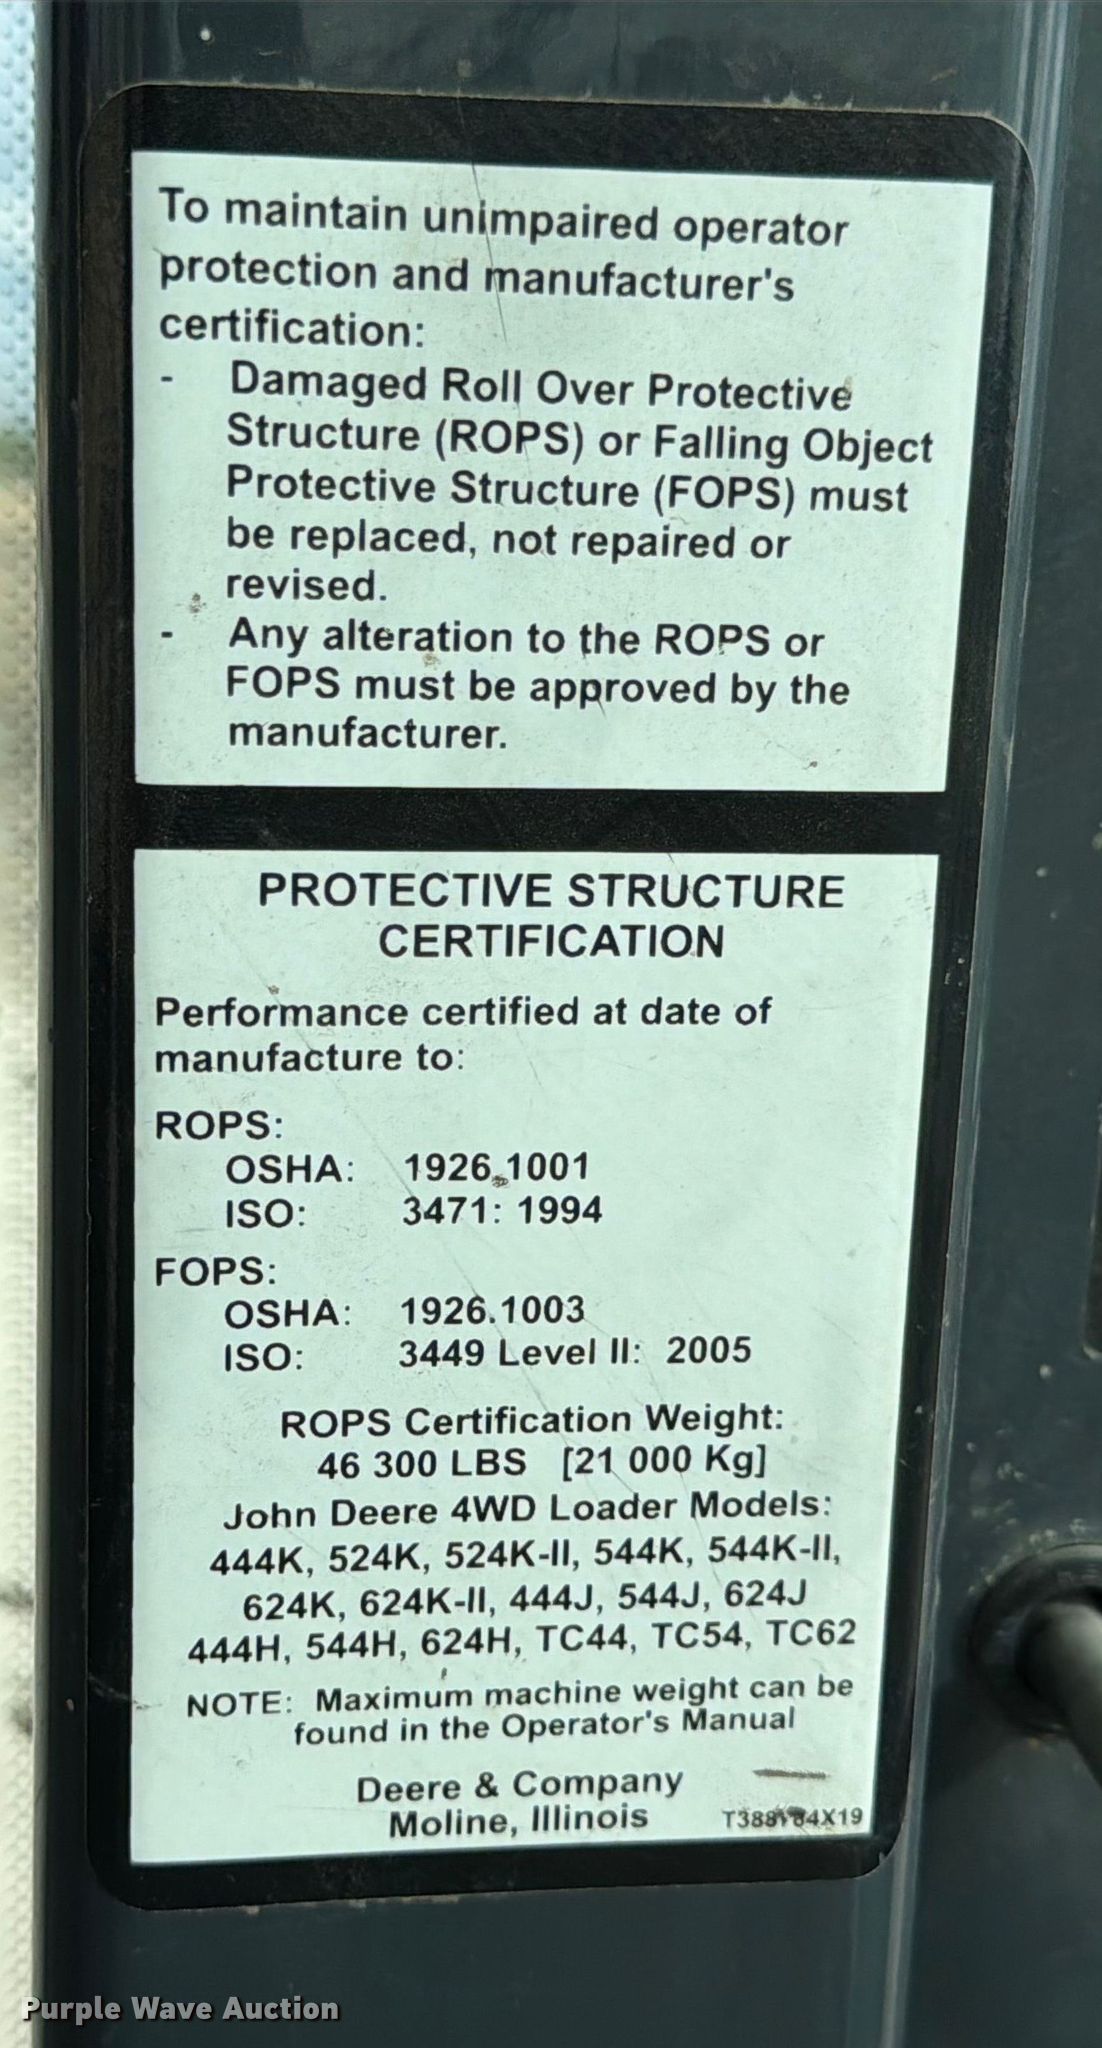 To maintain unimpaired operator
protection and manufacturer's
certification:
- Damaged Roll Over Protective
Structure (ROPS) or Falling Object
Protective Structure (FOPS) must
be replaced, not repaired or
revised.
- Any alteration to the ROPS or
FOPS must be approved by the
manufacturer.
PROTECTIVE STRUCTURE
CERTIFICATION
Performance certified at date of
manufacture to:
ROPS:
OSHA: 1926.1001
ISO: 3471: 1994
FOPS:
OSHA: 1926.1003
ISO: 3449 Level II: 2005
ROPS Certification Weight:
46 300 LBS [21 000 Kg]
John Deere 4WD Loader Models:
444K, 524K, 524K-II, 544K, 544K-II,
624K, 624K-II, 444J, 544J, 624J
444H, 544H, 624H, TC44, TC54, TC62
NOTE: Maximum machine weight can be
found in the Operator's Manual
Deere & Company
Moline, Illinois
Purple Wave Auction